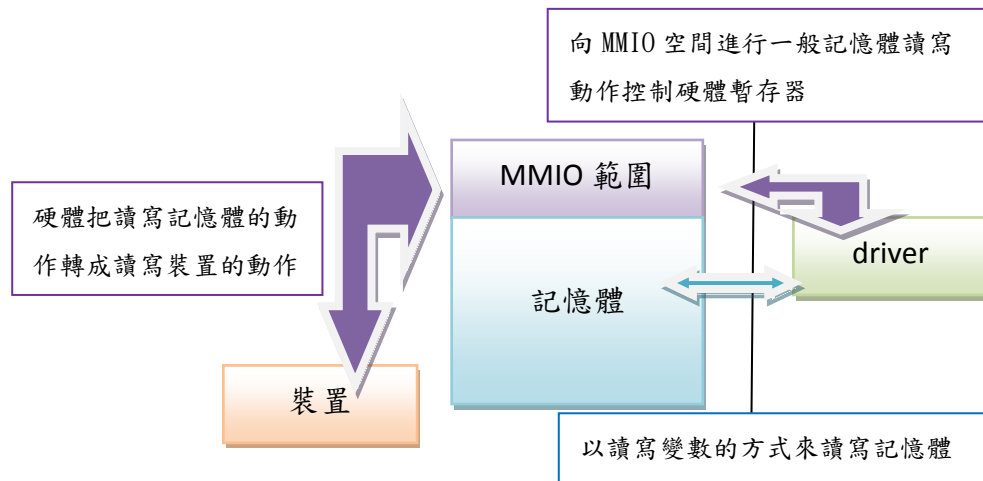 向 MMIO 空間進行一般記憶體讀寫
動作控制硬體暫存器
MMIO 範圍
硬體把讀寫記憶體的動
作轉成讀寫裝置的動作
driver
記憶體
裝置
以讀寫變數的方式來讀寫記憶體